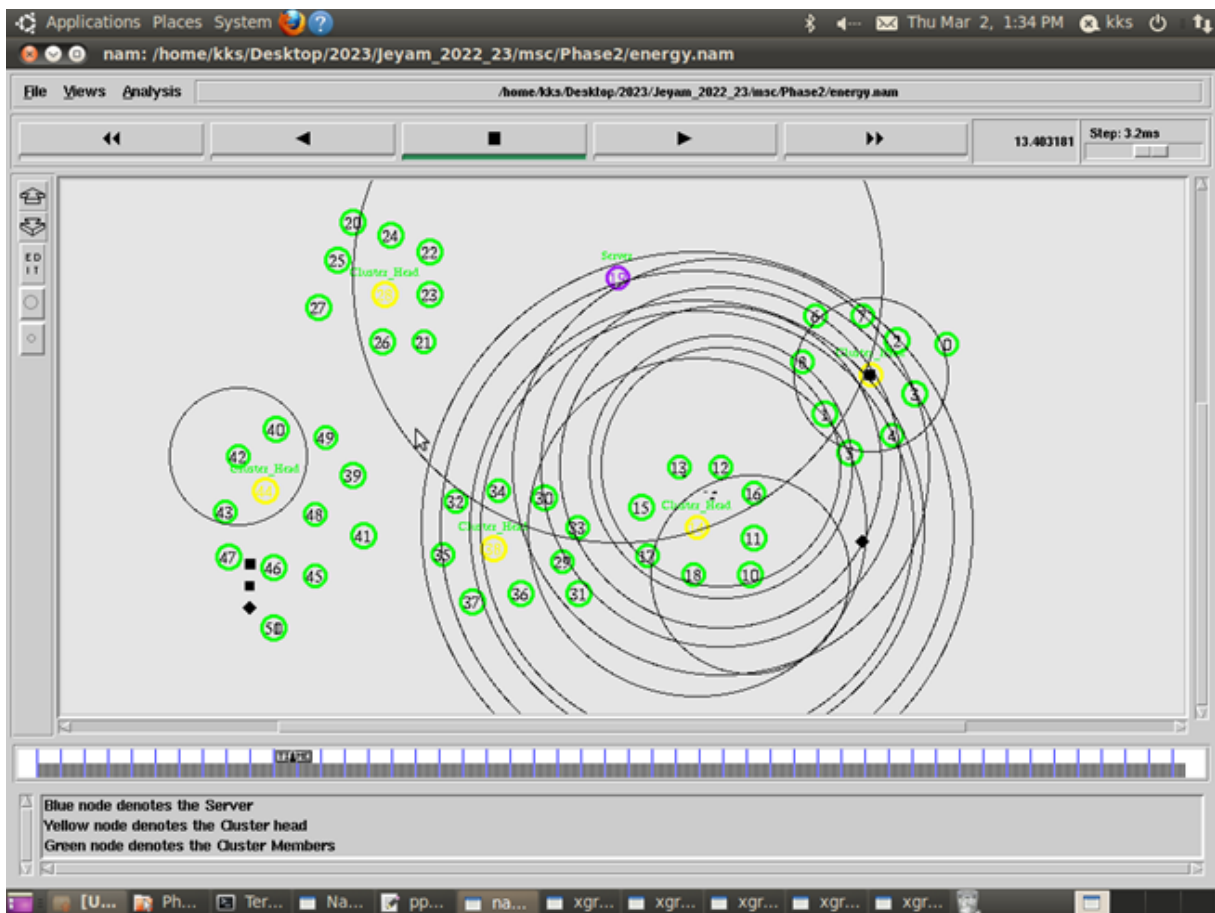 Applications Places System
Thu Mar 2, 1:34 PM kks
nam: /home/kks/Desktop/2023/Jeyam_2022_23/msc/Phase2/energy.nam
File Views Analysis /home/kks/Desktop/2023/Jeyam_2022_23/msc/Phase2/energy.nam
13.403181 Step: 3.2ms
ED
IT
20
24
22
25
Cluster_Head
27
23
26
21
Server
19
6
7
2
0
8
3
1
4
5
40
49
42
Cluster_Head
39
43
48
41
47
46
45
32
34
30
33
Cluster_Head
35
29
37
36
31
13
12
16
15
Cluster_Head
11
17
18
10
TIME
Blue node denotes the Server
Yellow node denotes the Cluster head
Green node denotes the Cluster Members
[U... Ph... Ter... Na... pp... na... xgr... xgr... xgr... xgr... xgr...